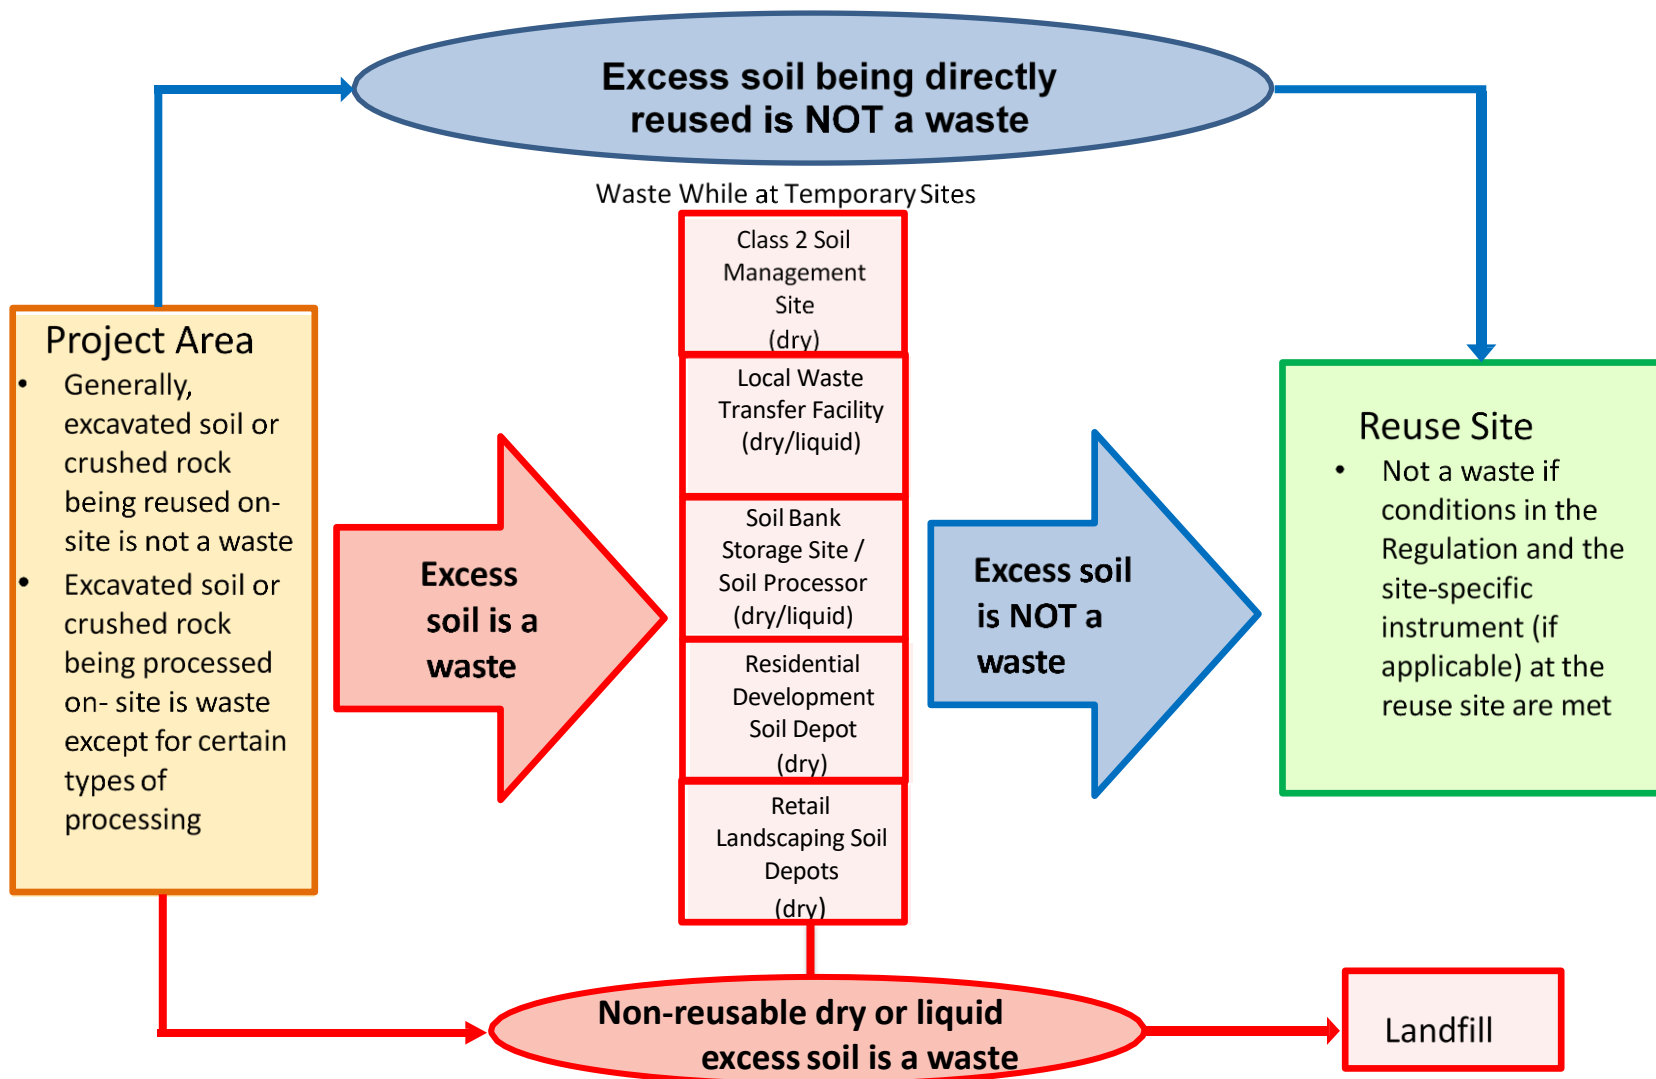 Excess soil being directly
reused is NOT a waste
Waste While at Temporary Sites
Project Area
• Generally,
excavated soil or
crushed rock
being reused on-
site is not a waste
• Excavated soil or
crushed rock
being processed
on- site is waste
except for certain
types of
processing
Excess
soil is a
waste
Class 2 Soil
Management
Site
(dry)
Local Waste
Transfer Facility
(dry/liquid)
Soil Bank
Storage Site /
Soil Processor
(dry/liquid)
Residential
Development
Soil Depot
(dry)
Retail
Landscaping Soil
Depots
(dry)
Excess soil
is NOT a
waste
Reuse Site
• Not a waste if
conditions in the
Regulation and the
site-specific
instrument (if
applicable) at the
reuse site are met
Non-reusable dry or liquid
excess soil is a waste
Landfill